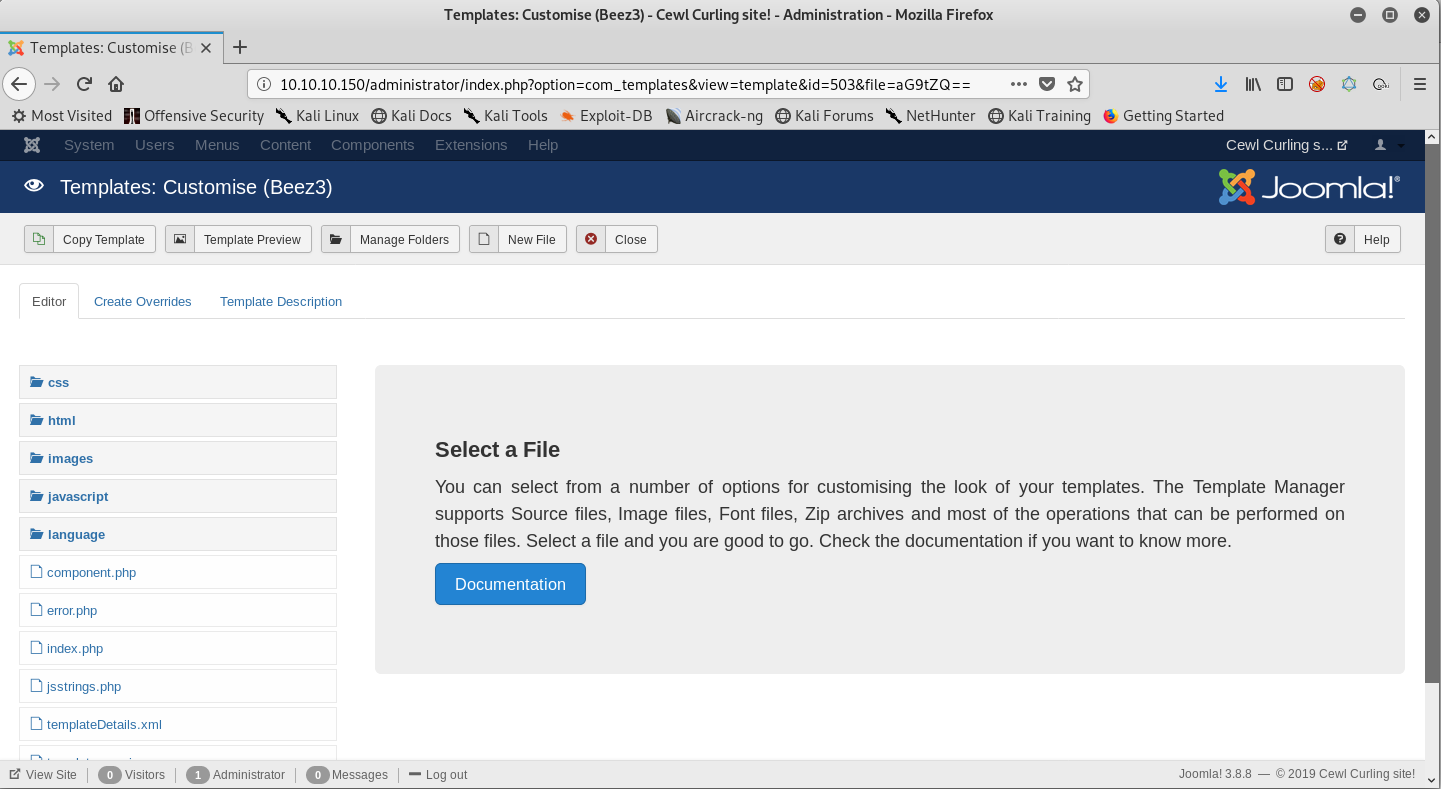 Templates: Customise (Beez3) - Cewl Curling site! - Administration - Mozilla Firefox
Templates: Customise (B
10.10.10.150/administrator/index.php?option=com_templates&view=template&id=503&file=aG9tZQ==
Most Visited Offensive Security Kali Linux Kali Docs Kali Tools Exploit-DB Aircrack-ng Kali Forums NetHunter Kali Training Getting Started
System Users Menus Content Components Extensions Help Cewl Curling s...
Templates: Customise (Beez3) Joomla!®
Copy Template Template Preview Manage Folders New File Close Help
Editor Create Overrides Template Description
css
html
images
javascript
language
component.php
error.php
index.php
jsstrings.php
templateDetails.xml
Select a File
You can select from a number of options for customising the look of your templates. The Template Manager
supports Source files, Image files, Font files, Zip archives and most of the operations that can be performed on
those files. Select a file and you are good to go. Check the documentation if you want to know more.
Documentation
View Site 0 Visitors 1 Administrator 0 Messages Log out Joomla! 3.8.8 — © 2019 Cewl Curling site!